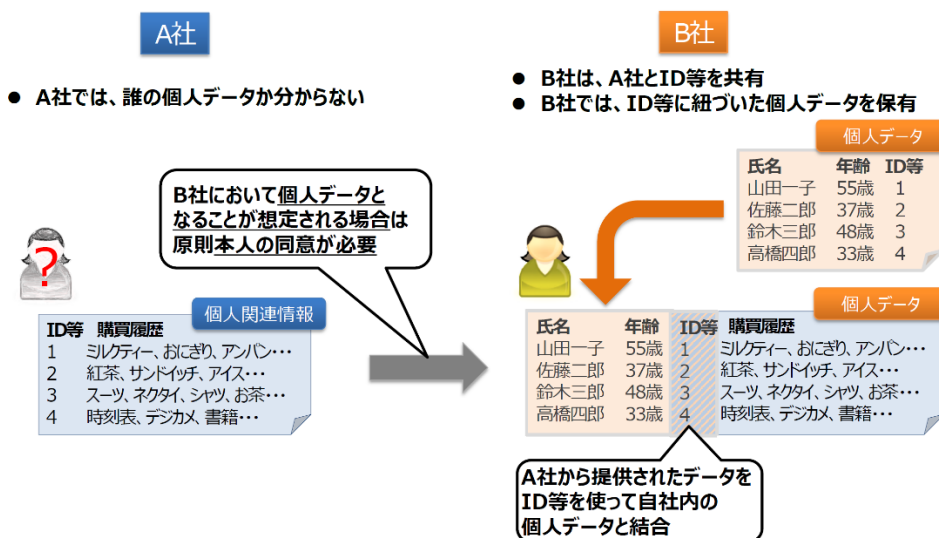 A社
● A社では、誰の個人データか分からない
B社において個人データと
なることが想定される場合は
原則本人の同意が必要
?
個人関連情報
ID等 購買履歴
1 ミルクティー、おにぎり、アンパン・・・
2 紅茶、サンドイッチ、アイス・・・
3 スーツ、ネクタイ、シャツ、お茶・・・
4 時刻表、デジカメ、書籍・・・
B社
● B社は、A社とID等を共有
● B社では、ID等に紐づいた個人データを保有
個人データ
氏名 年齢 ID等
山田一子 55歳 1
佐藤二郎 37歳 2
鈴木三郎 48歳 3
高橋四郎 33歳 4
個人データ
氏名 年齢 ID等 購買履歴
山田一子 55歳 1 ミルクティー、おにぎり、アンパン・・・
佐藤二郎 37歳 2 紅茶、サンドイッチ、アイス・・・
鈴木三郎 48歳 3 スーツ、ネクタイ、シャツ、お茶・・・
高橋四郎 33歳 4 時刻表、デジカメ、書籍・・・
A社から提供されたデータを
ID等を使って自社内の
個人データと結合